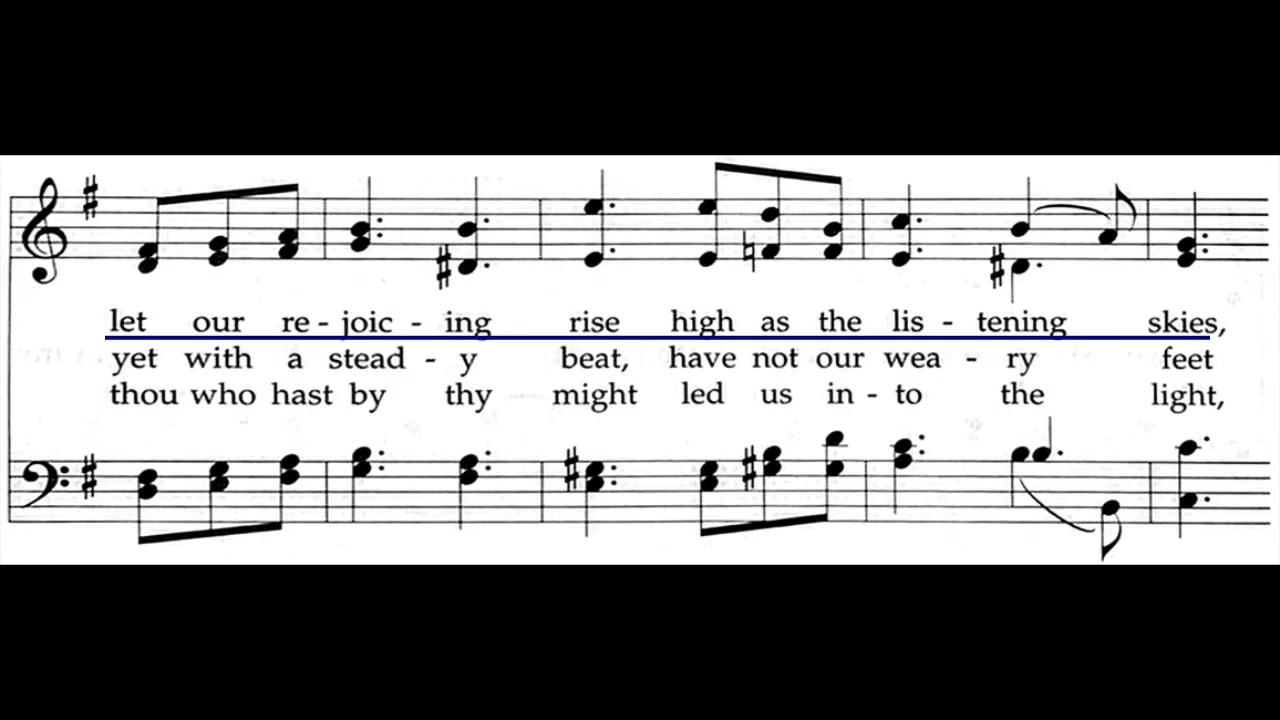 let our re - joic - ing rise high as the lis - tening skies,
yet with a stead - y beat, have not our wea - ry feet
thou who hast by thy might led us in - to the light,